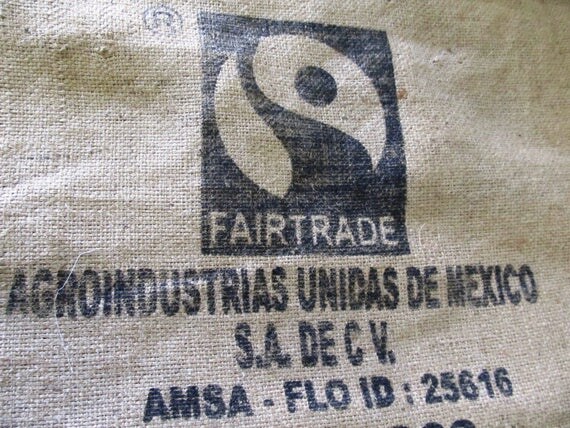 ®
FAIRTRADE
AGROINDUSTRIAS UNIDAS DE MEXICO
S.A. DE C V.
AMSA - FLO ID : 25616